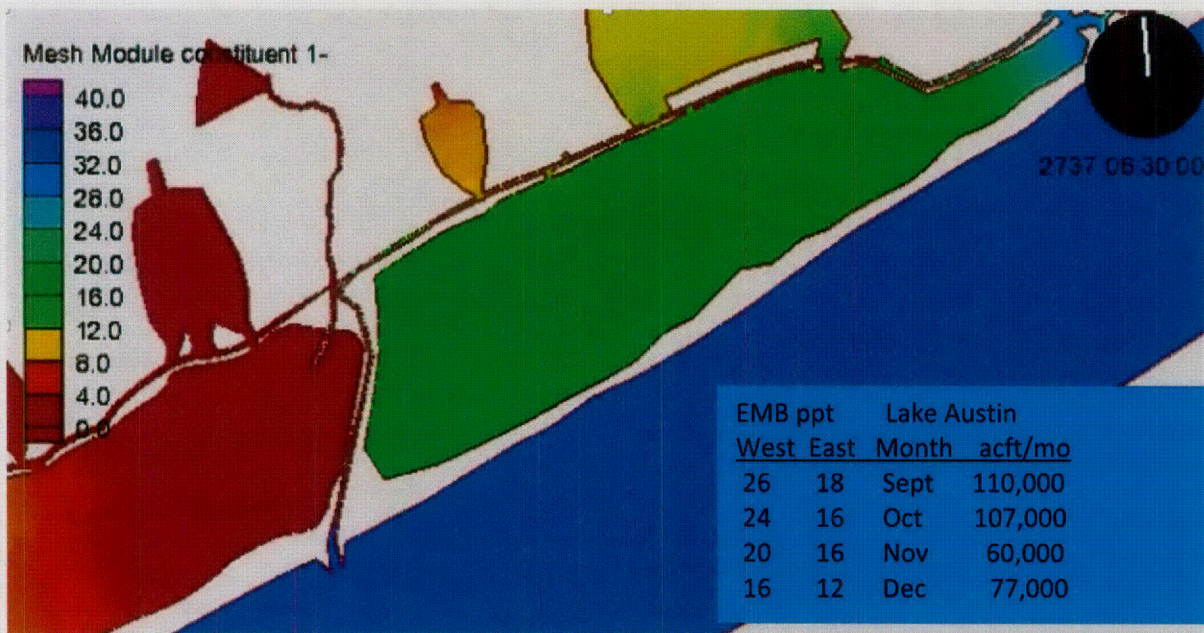 Mesh Module constituent 1-
40.0
36.0
32.0
28.0
24.0
20.0
16.0
12.0
8.0
4.0
0.0
2737 06:30:00
EMB ppt Lake Austin
West East Month acft/mo
26 18 Sept 110,000
24 16 Oct 107,000
20 16 Nov 60,000
16 12 Dec 77,000